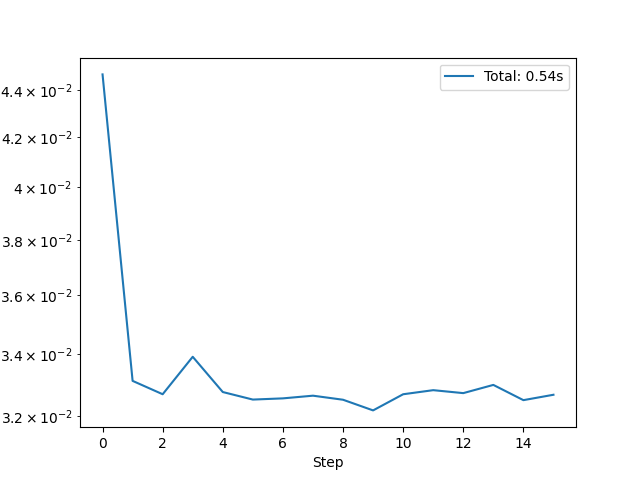 Total: 0.54s
4.4 × 10⁻²
4.2 × 10⁻²
4 × 10⁻²
3.8 × 10⁻²
3.6 × 10⁻²
3.4 × 10⁻²
3.2 × 10⁻²
0 2 4 6 8 10 12 14
Step